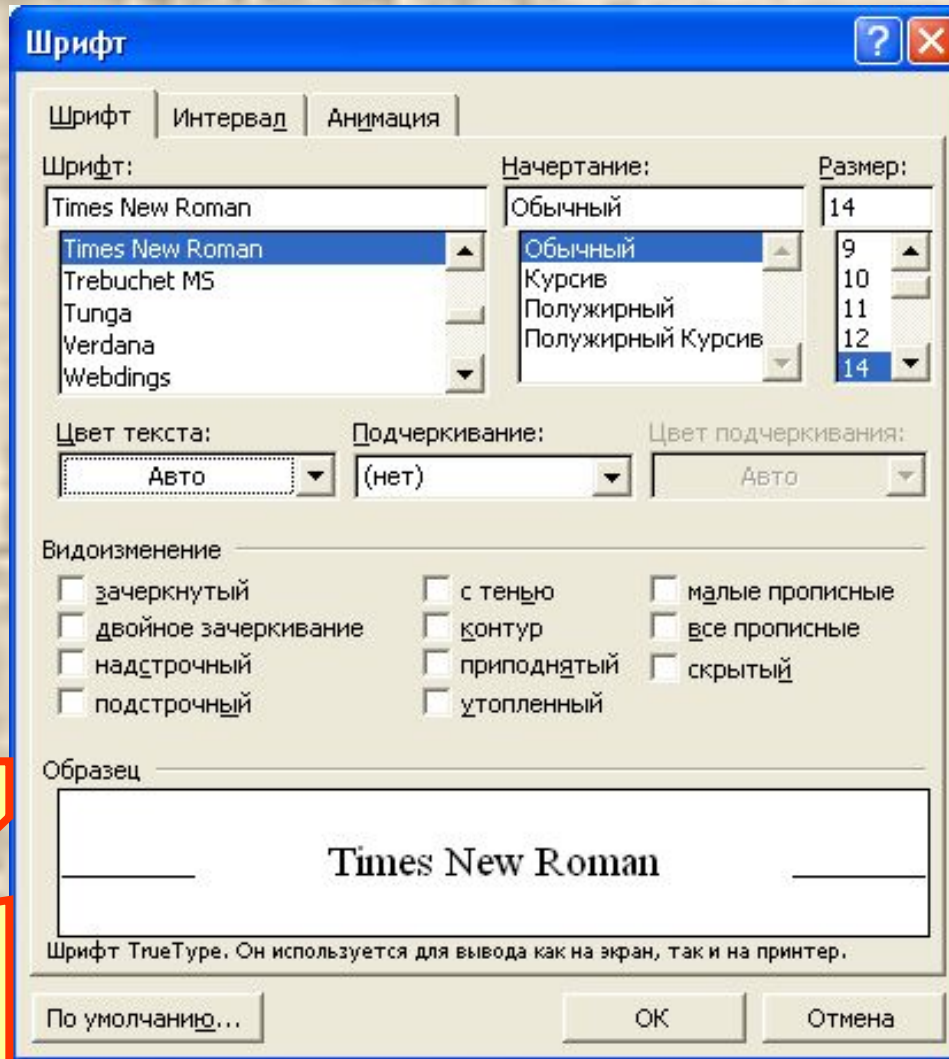 Шрифт
Шрифт Интервал Анимация
Шрифт: Начертание: Размер:
Times New Roman Обычный 14
Times New Roman Обычный 9
Trebuchet MS Курсив 10
Tunga Полужирный 11
Verdana Полужирный Курсив 12
Webdings 14
Цвет текста: Подчеркивание: Цвет подчеркивания:
Авто (нет) Авто
Видоизменение
зачеркнутый с тенью малые прописные
двойное зачеркивание контур все прописные
надстрочный приподнятый скрытый
подстрочный утопленный
Образец
Times New Roman
Шрифт TrueType. Он используется для вывода как на экран, так и на принтер.
По умолчанию... ОК Отмена